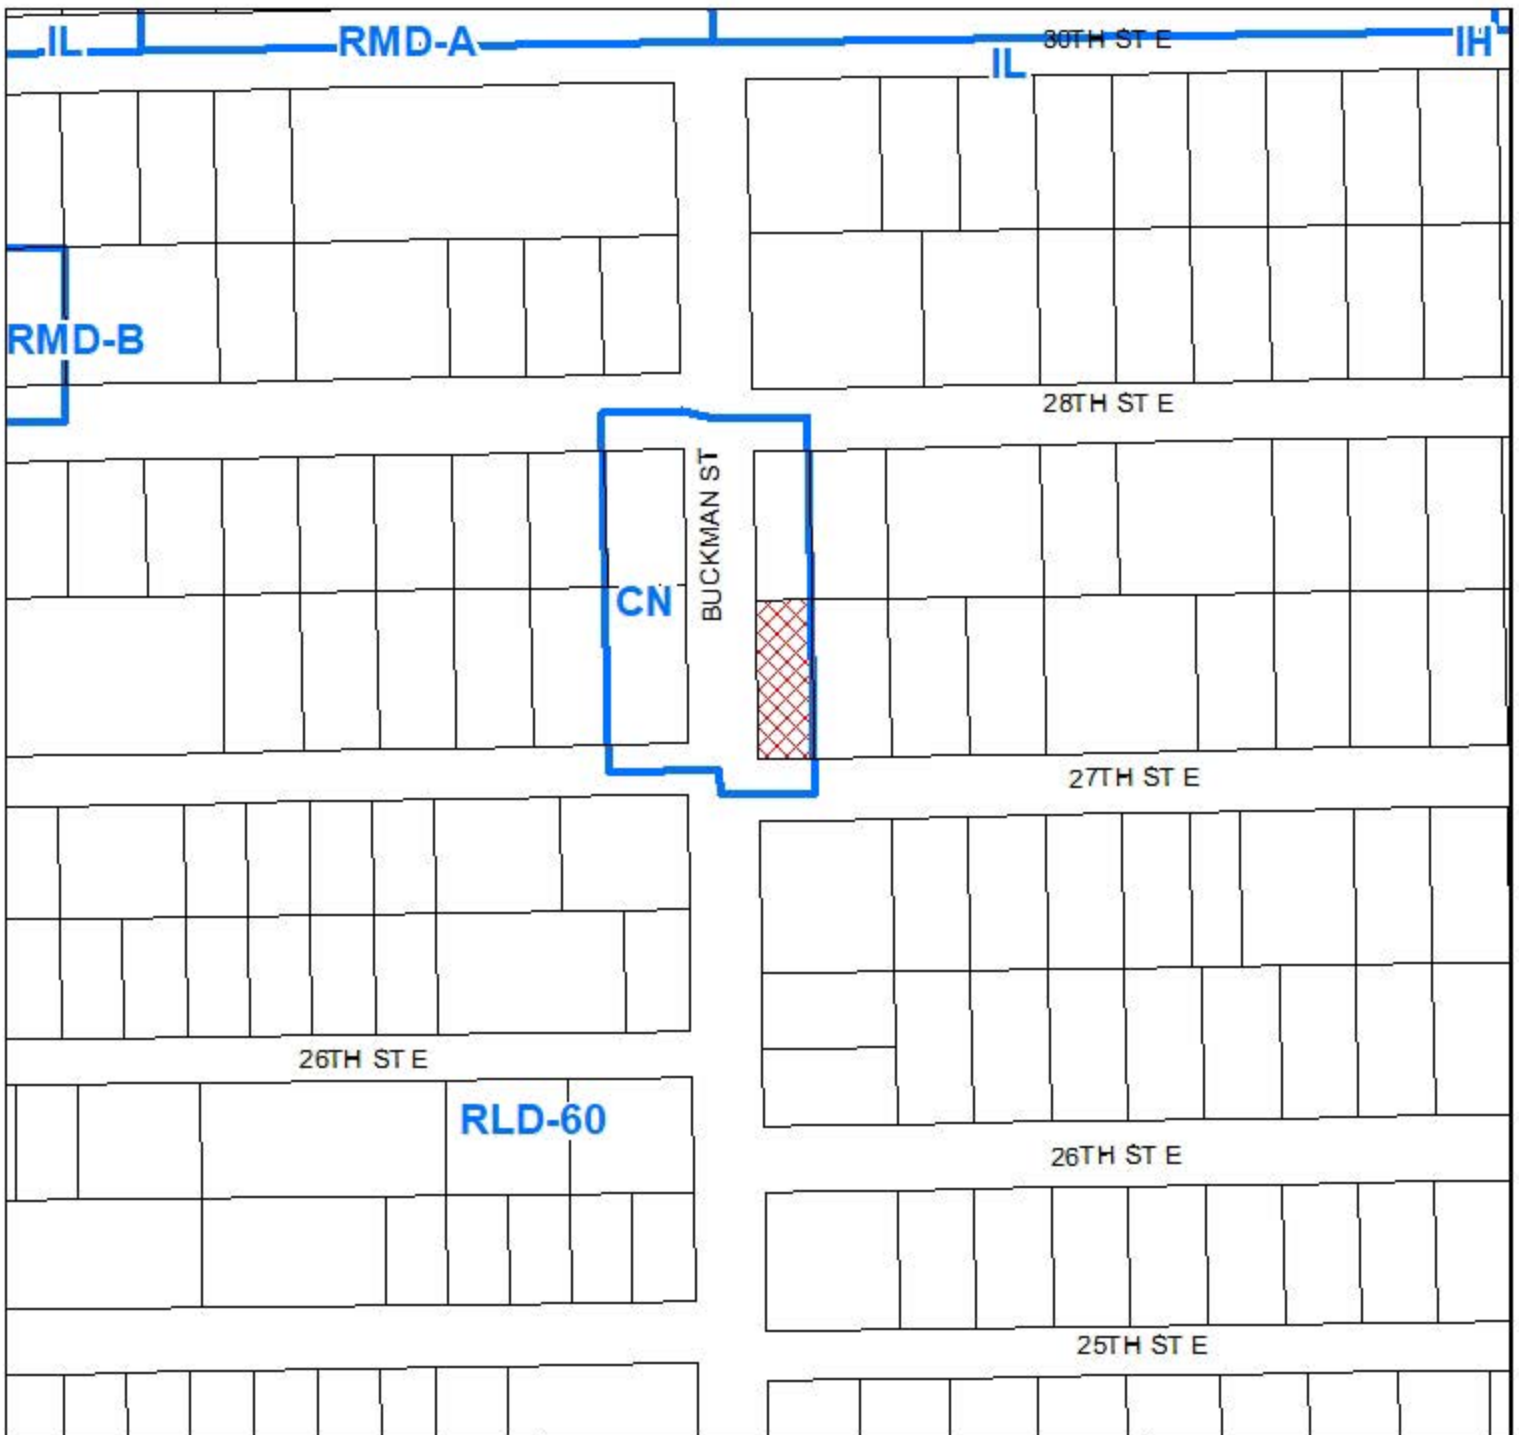 IL
RMD-A
30TH ST E
IH
IL
RMD-B
28TH ST E
BUCKMAN ST
CN
27TH ST E
26TH ST E
RLD-60
26TH ST E
25TH ST E